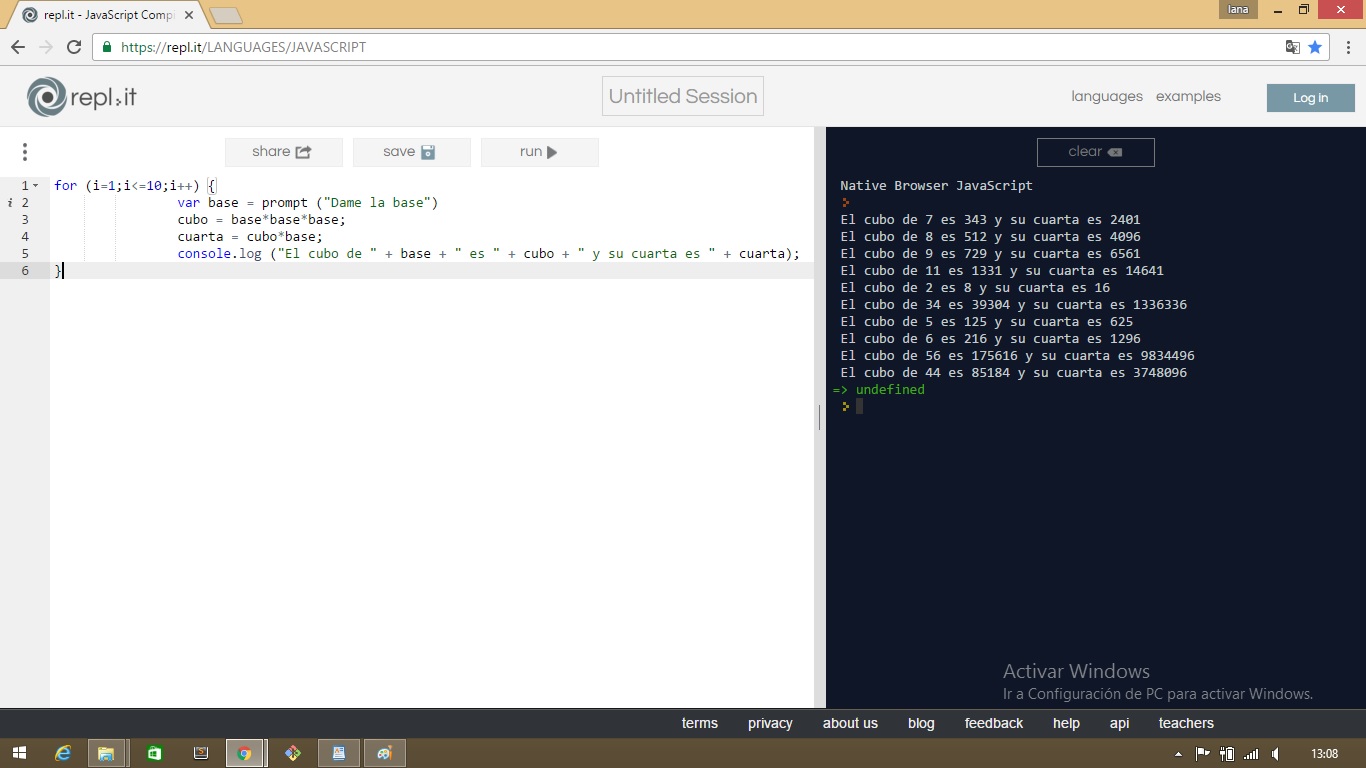 repl.it - JavaScript Compi
lana
https://repl.it/LANGUAGES/JAVASCRIPT
repl.it
Untitled Session
languages examples
Log in
share save run
clear
1 for (i=1;i<=10;i++) {
i 2 var base = prompt ("Dame la base")
3 cubo = base*base*base;
4 cuarta = cubo*base;
5 console.log ("El cubo de " + base + " es " + cubo + " y su cuarta es " + cuarta);
6 }
Native Browser JavaScript
El cubo de 7 es 343 y su cuarta es 2401
El cubo de 8 es 512 y su cuarta es 4096
El cubo de 9 es 729 y su cuarta es 6561
El cubo de 11 es 1331 y su cuarta es 14641
El cubo de 2 es 8 y su cuarta es 16
El cubo de 34 es 39304 y su cuarta es 1336336
El cubo de 5 es 125 y su cuarta es 625
El cubo de 6 es 216 y su cuarta es 1296
El cubo de 56 es 175616 y su cuarta es 9834496
El cubo de 44 es 85184 y su cuarta es 3748096
=> undefined
Activar Windows
Ir a Configuración de PC para activar Windows.
terms privacy about us blog feedback help api teachers
13:08